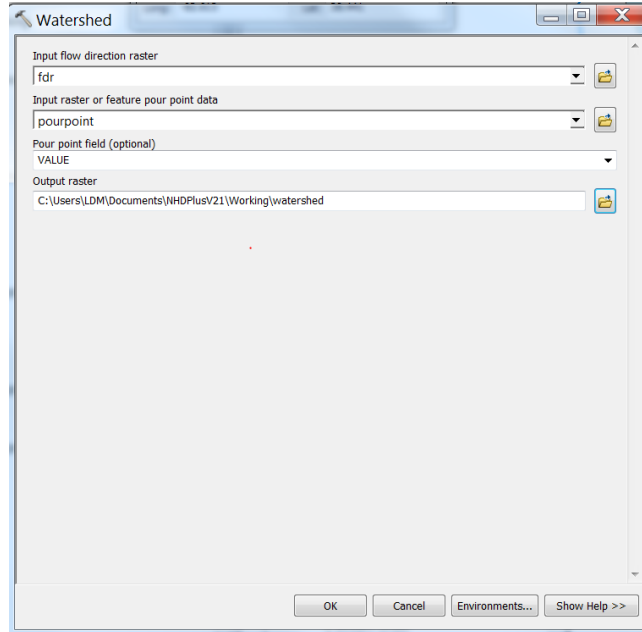 Watershed
Input flow direction raster
fdr
Input raster or feature pour point data
pourpoint
Pour point field (optional)
VALUE
Output raster
C:\Users\LDM\Documents\NHDPlusV21\Working\watershed
OK Cancel Environments... Show Help >>